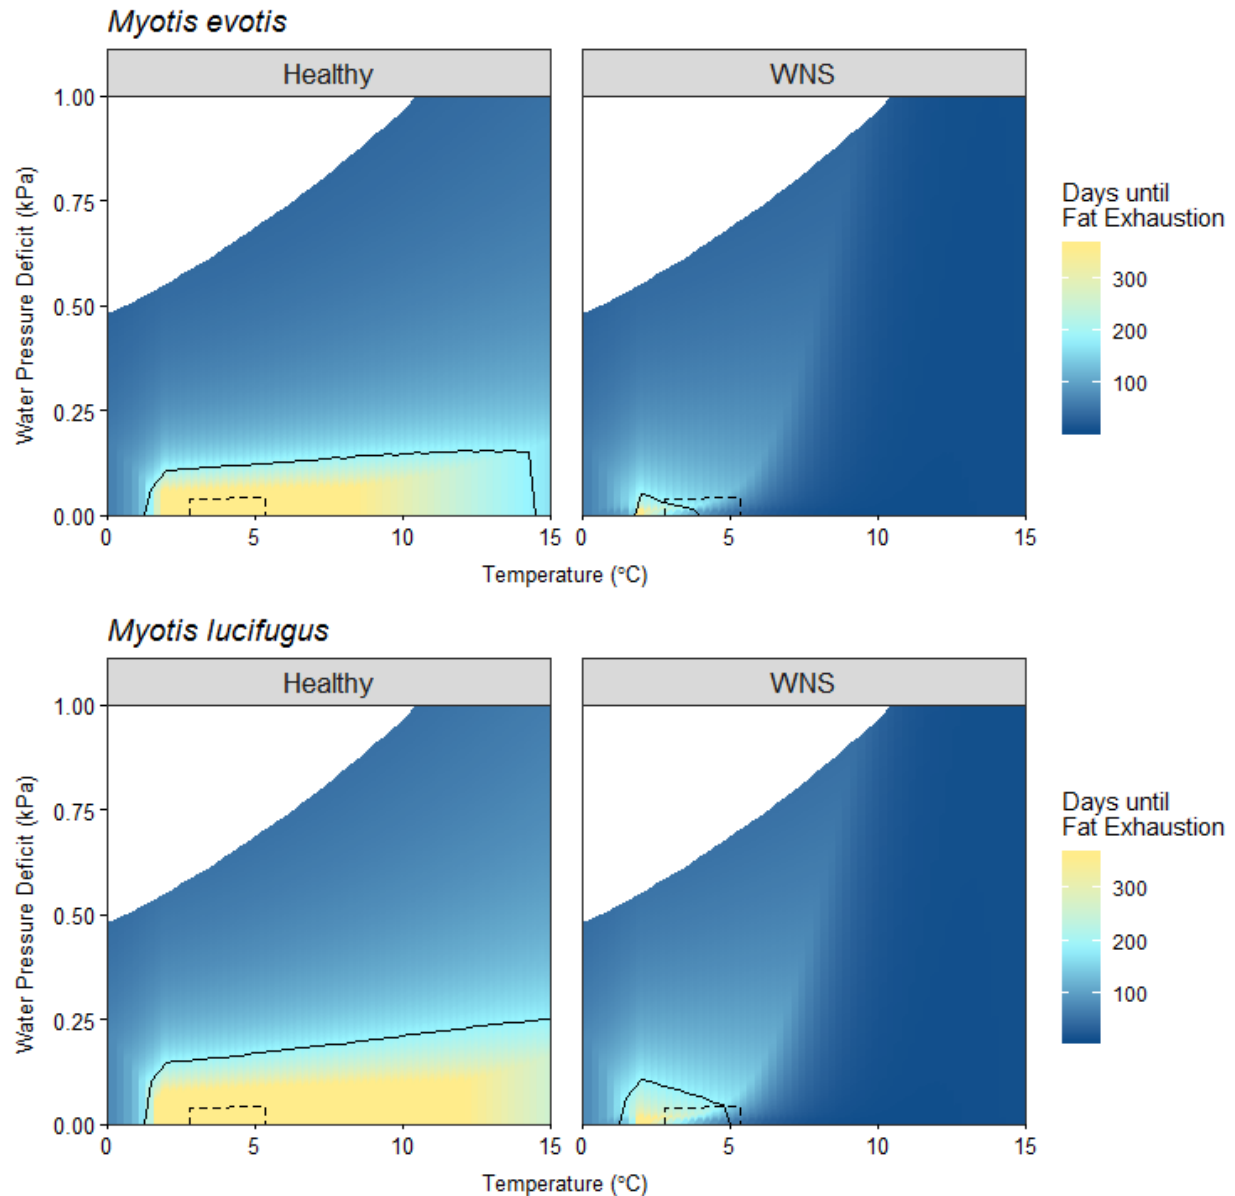 Myotis evotis
Healthy
WNS
1.00
0.75
0.50
0.25
0.00
Water Pressure Deficit (kPa)
0
5
10
15
0
5
10
15
Temperature (°C)
Days until
Fat Exhaustion
300
200
100
Myotis lucifugus
Healthy
WNS
1.00
0.75
0.50
0.25
0.00
Water Pressure Deficit (kPa)
0
5
10
15
0
5
10
15
Temperature (°C)
Days until
Fat Exhaustion
300
200
100